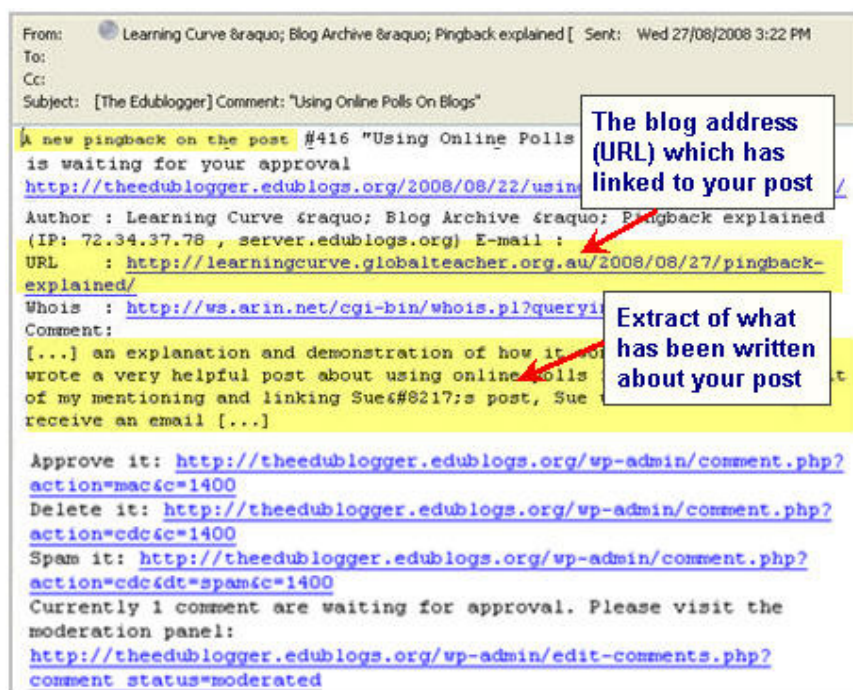 From: Learning Curve &raquo; Blog Archive &raquo; Pingback explained [ Sent: Wed 27/08/2008 3:22 PM
To:
Cc:
Subject: [The Edublogger] Comment: "Using Online Polls On Blogs"
A new pingback on the post #416 "Using Online Polls
is waiting for your approval
http://theedublogger.edublogs.org/2008/08/22/using
The blog address
(URL) which has
linked to your post
Author : Learning Curve &raquo; Blog Archive &raquo; Pingback explained
(IP: 72.34.37.78 , server.edublogs.org) E-mail :
URL : http://learningcurve.globalteacher.org.au/2008/08/27/pingback-
explained/
Whois : http://ws.arin.net/cgi-bin/whois.pl?queryin
Comment:
[...] an explanation and demonstration of how it
wrote a very helpful post about using online polls
of my mentioning and linking Sue&#8217;s post, Sue
receive an email [...]
Extract of what
has been written
about your post
Approve it: http://theedublogger.edublogs.org/wp-admin/comment.php?
action=mac&c=1400
Delete it: http://theedublogger.edublogs.org/wp-admin/comment.php?
action=cdc&c=1400
Spam it: http://theedublogger.edublogs.org/wp-admin/comment.php?
action=cdc&dt=spam&c=1400
Currently 1 comment are waiting for approval. Please visit the
moderation panel:
http://theedublogger.edublogs.org/wp-admin/edit-comments.php?
comment_status=moderated